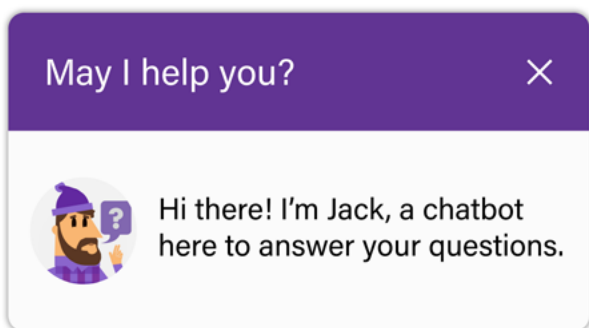 May I help you?
?
Hi there! I'm Jack, a chatbot
here to answer your questions.